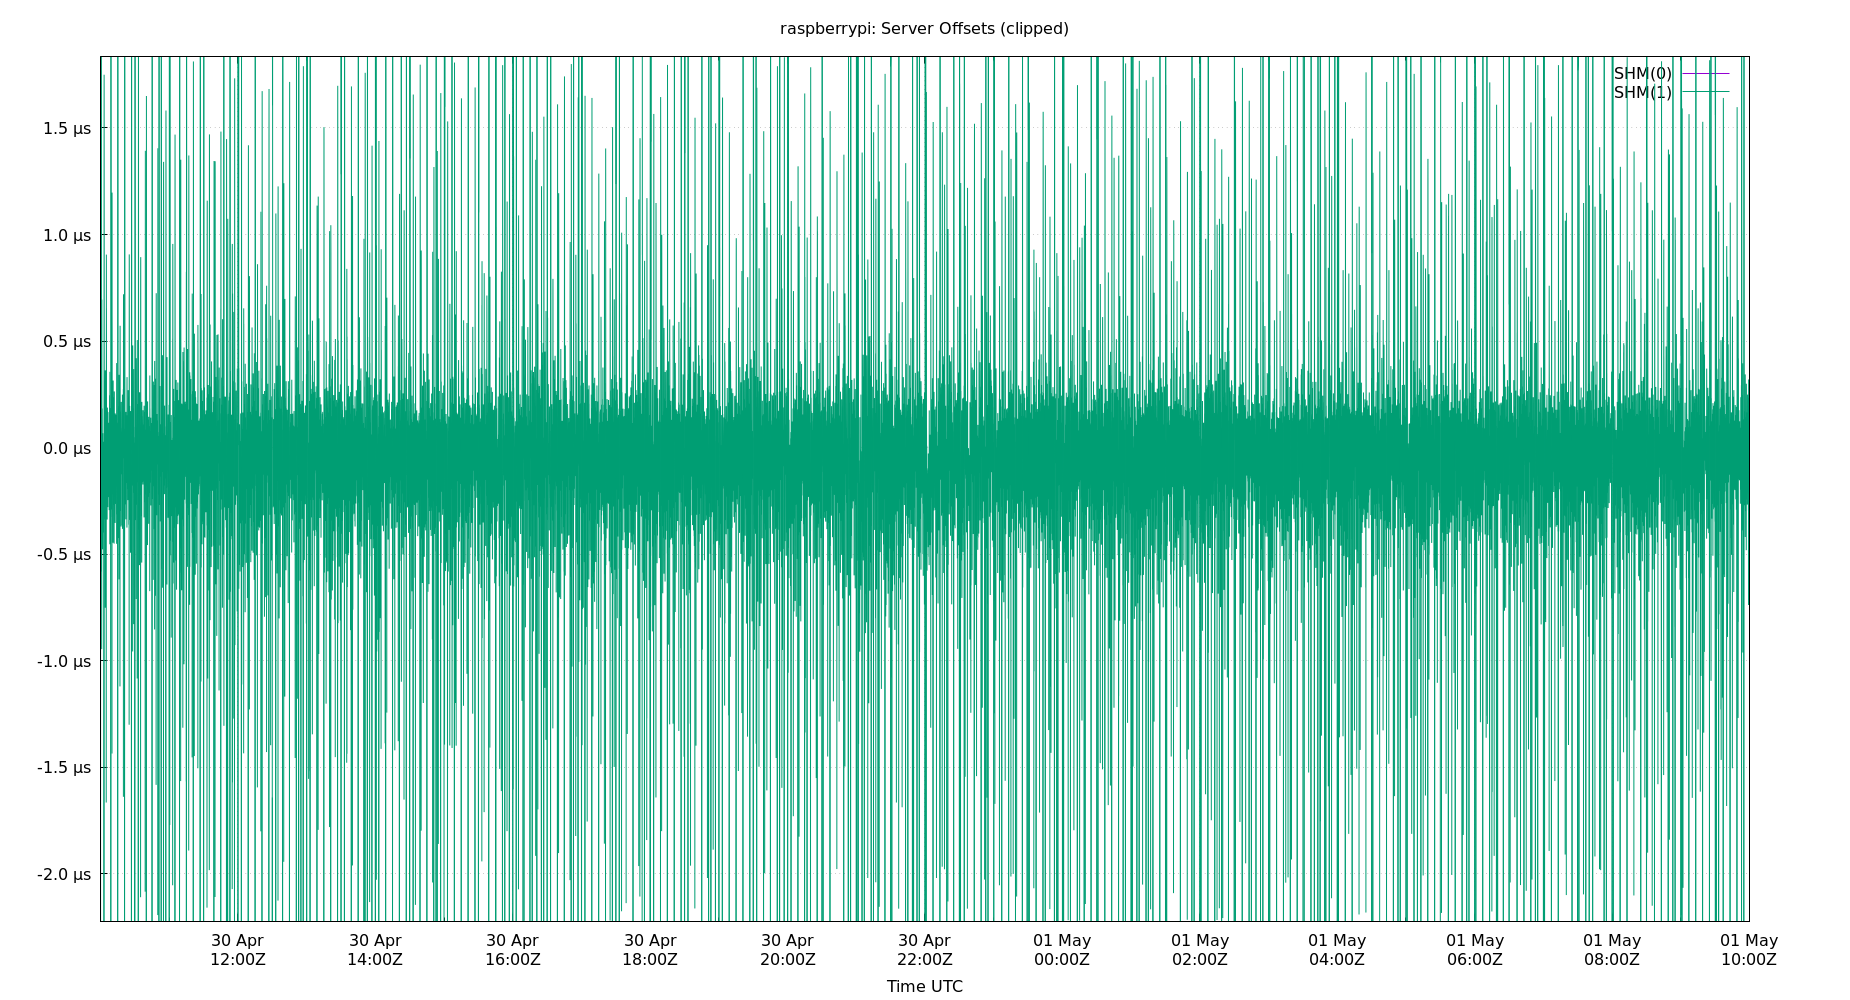 raspberrypi: Server Offsets (clipped)
SHM(0)
SHM(1)
1.5 µs
1.0 µs
0.5 µs
0.0 µs
-0.5 µs
-1.0 µs
-1.5 µs
-2.0 µs
30 Apr 30 Apr 30 Apr 30 Apr 30 Apr 30 Apr 01 May 01 May 01 May 01 May 01 May 01 May
12:00Z 14:00Z 16:00Z 18:00Z 20:00Z 22:00Z 00:00Z 02:00Z 04:00Z 06:00Z 08:00Z 10:00Z
Time UTC